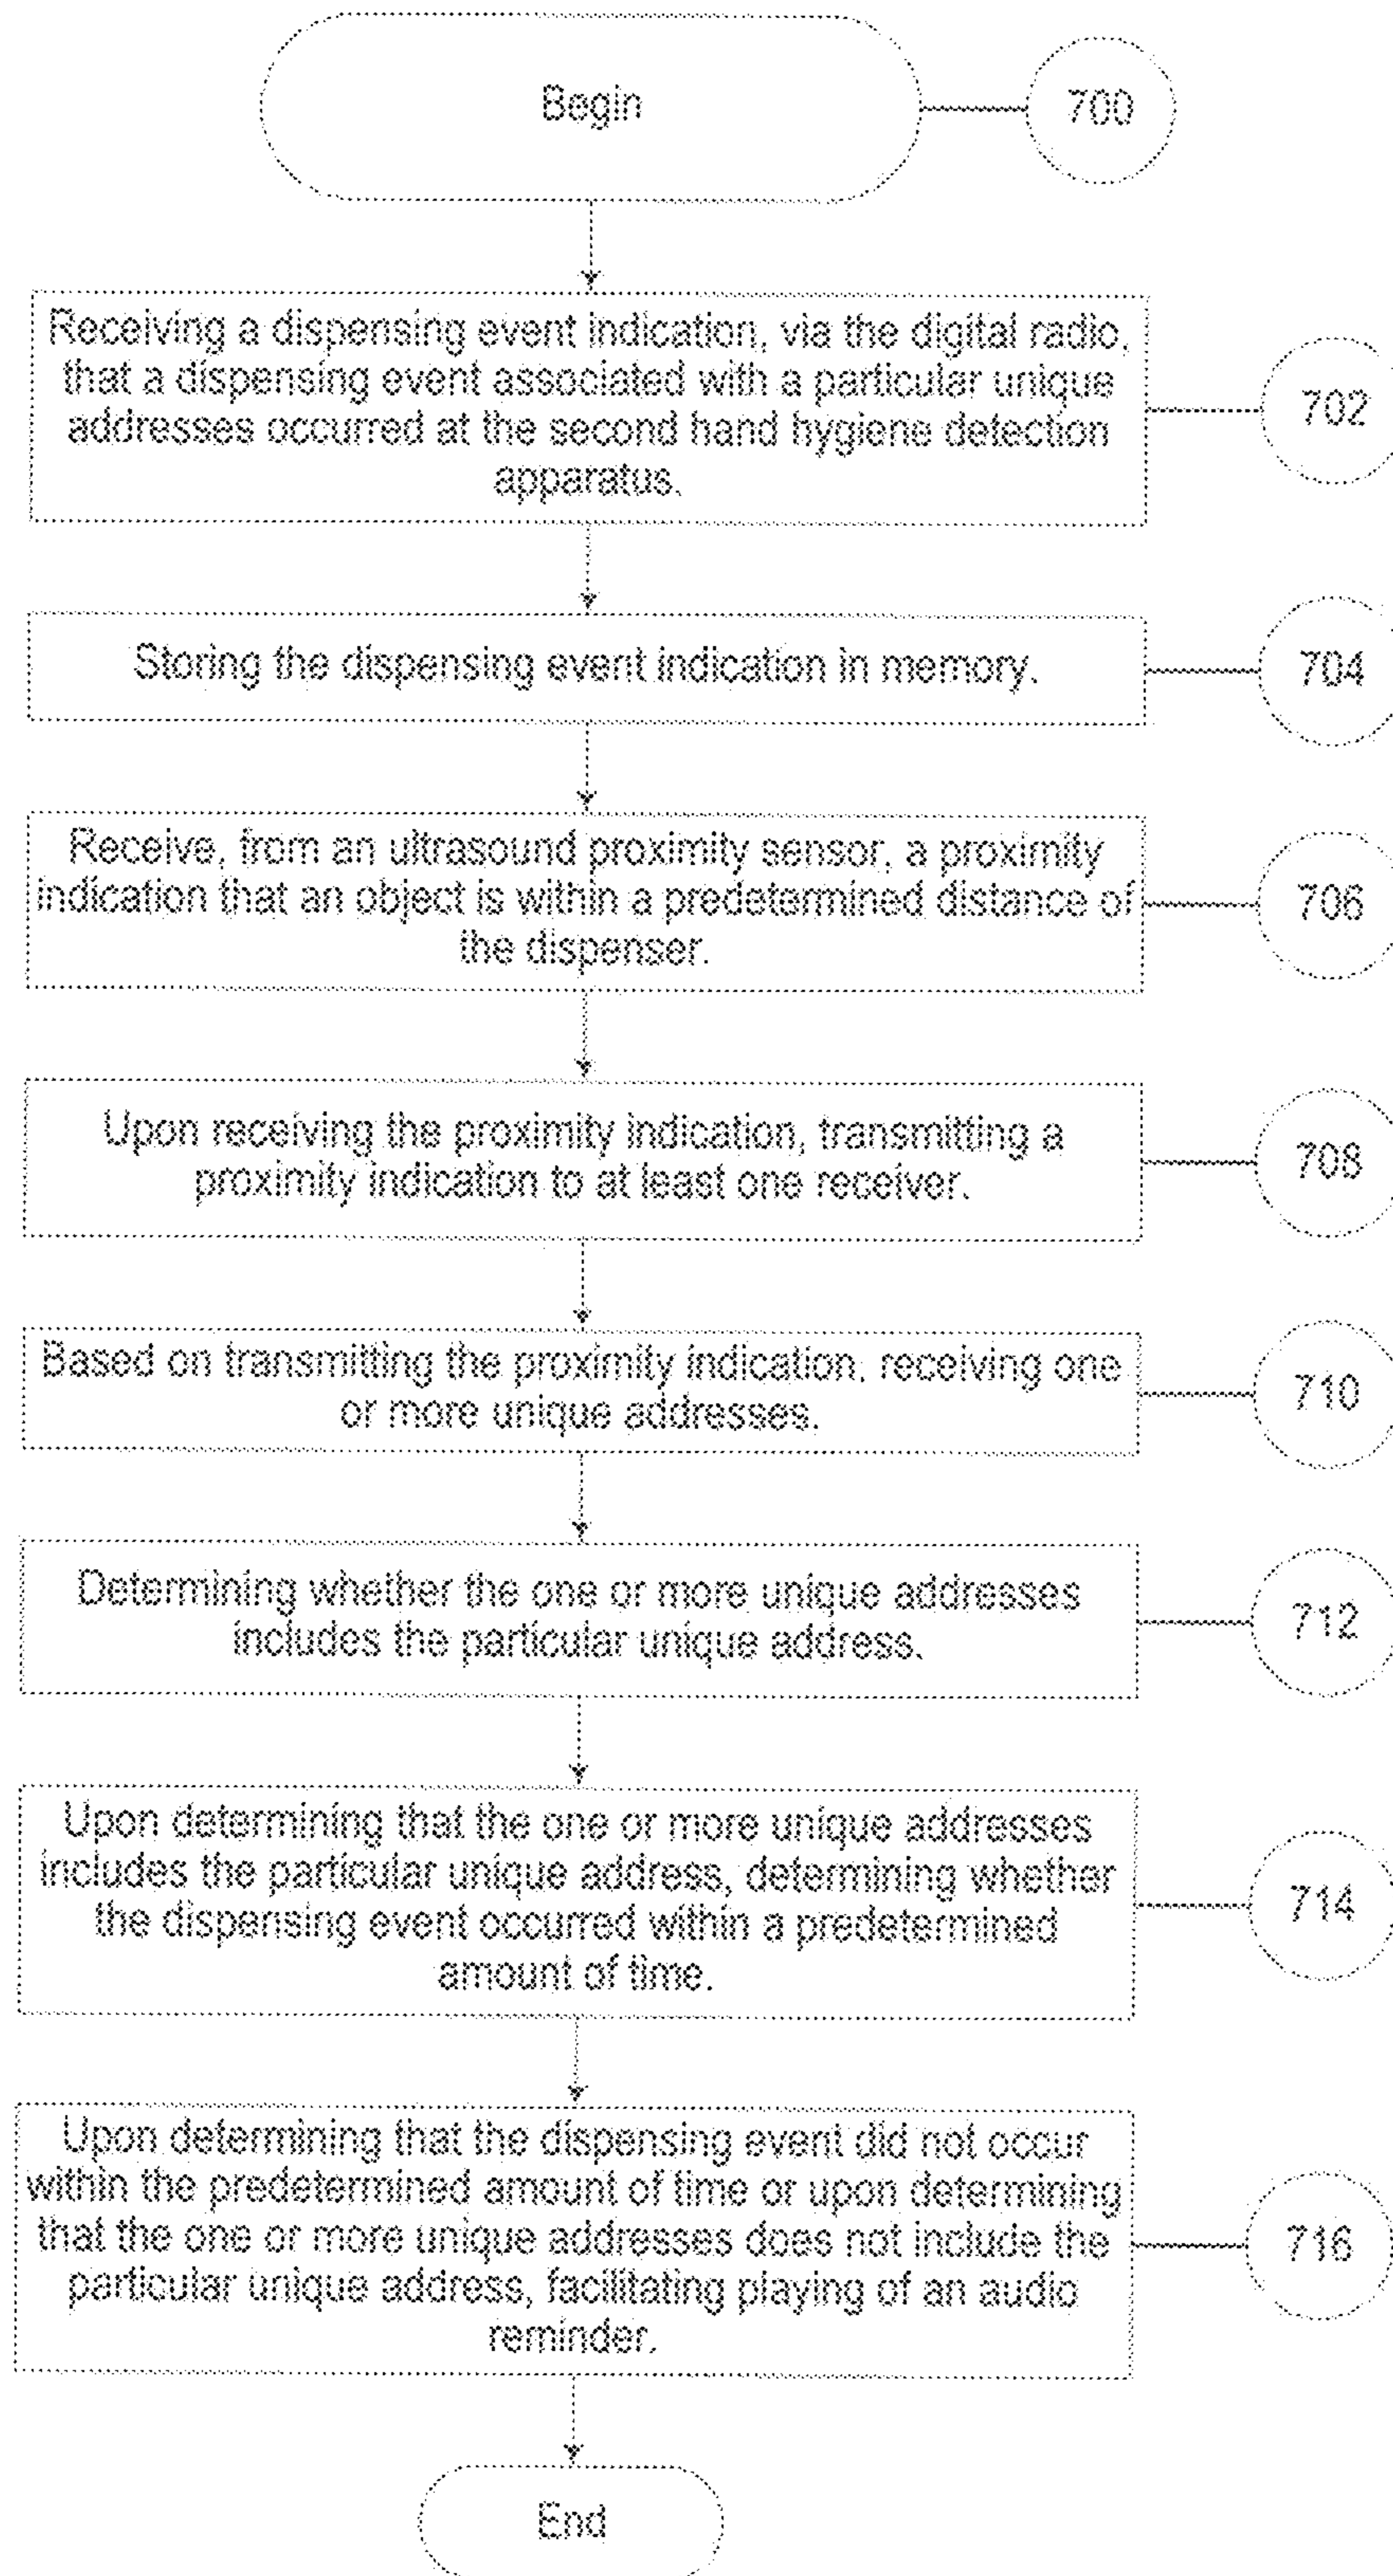 Begin
700
Receiving a dispensing event indication, via the digital radio,
that a dispensing event associated with a particular unique
addresses occurred at the second hand hygiene detection
apparatus.
702
Storing the dispensing event indication in memory.
704
Receive, from an ultrasound proximity sensor, a proximity
indication that an object is within a predetermined distance of
the dispenser.
706
Upon receiving the proximity indication, transmitting a
proximity indication to at least one receiver.
708
Based on transmitting the proximity indication, receiving one
or more unique addresses.
710
Determining whether the one or more unique addresses
includes the particular unique address.
712
Upon determining that the one or more unique addresses
includes the particular unique address, determining whether
the dispensing event occurred within a predetermined
amount of time.
714
Upon determining that the dispensing event did not occur
within the predetermined amount of time or upon determining
that the one or more unique addresses does not include the
particular unique address, facilitating playing of an audio
reminder.
716
End